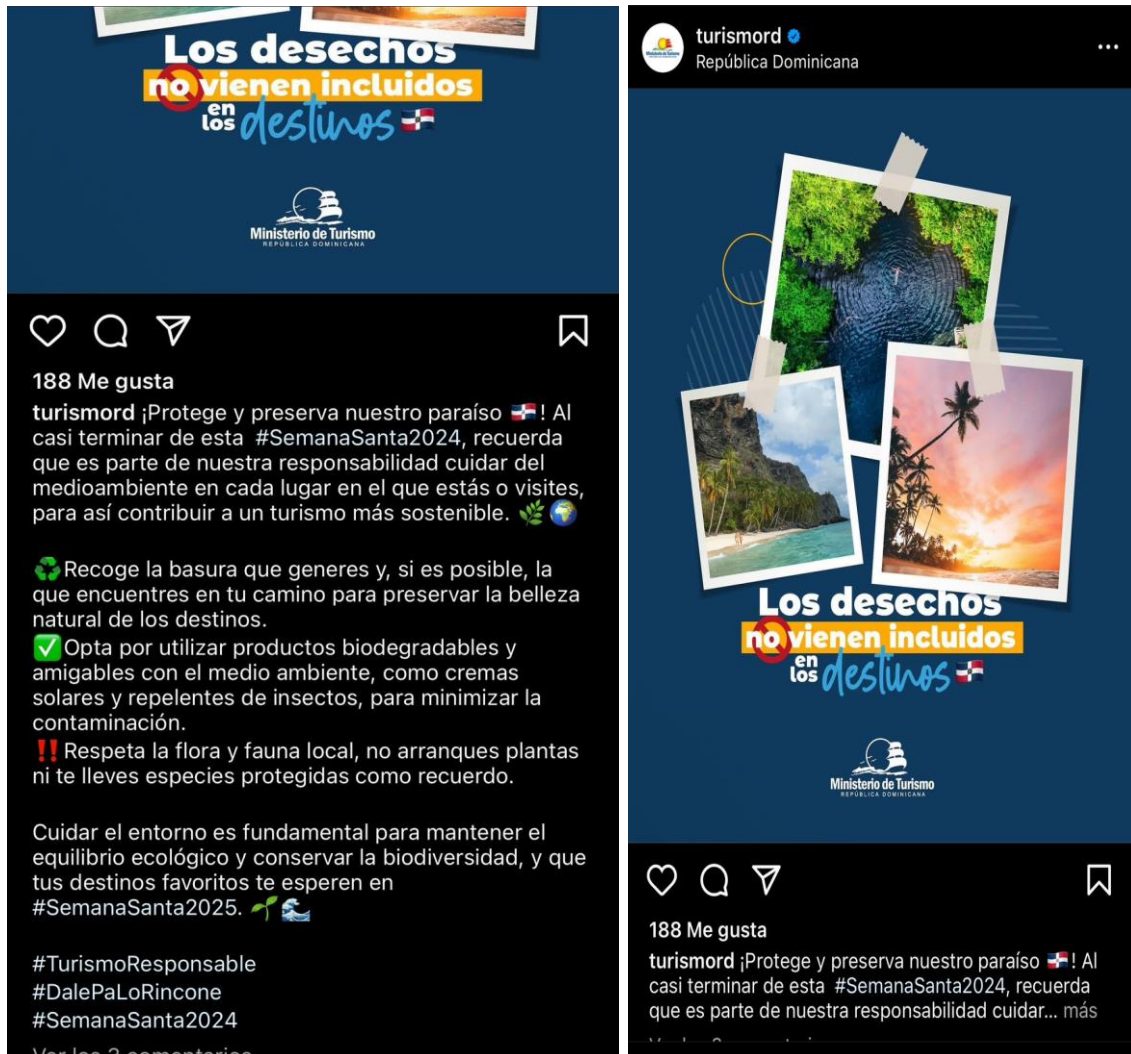 Los desechos
no vienen incluidos
en
los destinos
Ministerio de Turismo
REPÚBLICA DOMINICANA
188 Me gusta
turismord ¡Protege y preserva nuestro paraíso 🇩🇴! Al
casi terminar de esta #SemanaSanta2024, recuerda
que es parte de nuestra responsabilidad cuidar del
medioambiente en cada lugar en el que estás o visites,
para así contribuir a un turismo más sostenible. 🌿🌍
♻️Recoge la basura que generes y, si es posible, la
que encuentres en tu camino para preservar la belleza
natural de los destinos.
✅Opta por utilizar productos biodegradables y
amigables con el medio ambiente, como cremas
solares y repelentes de insectos, para minimizar la
contaminación.
‼️Respeta la flora y fauna local, no arranques plantas
ni te lleves especies protegidas como recuerdo.
Cuidar el entorno es fundamental para mantener el
equilibrio ecológico y conservar la biodiversidad, y que
tus destinos favoritos te esperen en
#SemanaSanta2025. 🌱🌊
#TurismoResponsable
#DalePaLoRincone
#SemanaSanta2024
turismord
República Dominicana
Los desechos
no vienen incluidos
en
los destinos
Ministerio de Turismo
REPÚBLICA DOMINICANA
188 Me gusta
turismord ¡Protege y preserva nuestro paraíso 🇩🇴! Al
casi terminar de esta #SemanaSanta2024, recuerda
que es parte de nuestra responsabilidad cuidar... más